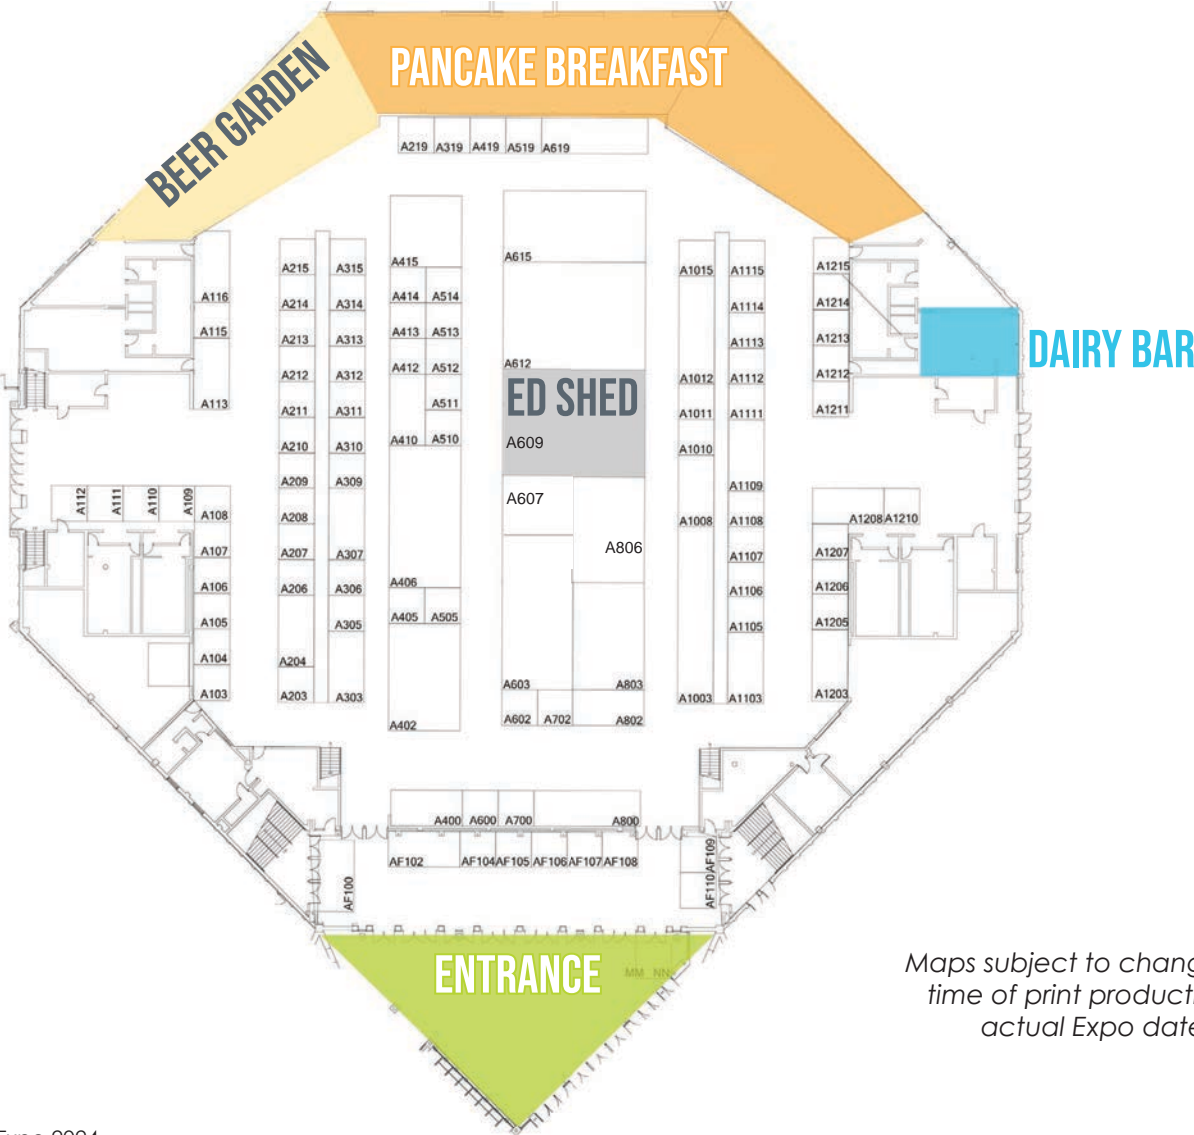 PANCAKE BREAKFAST
BEER GARDEN
A219 A319 A419 A519 A619
A415
A615
A215 A315
A1015 A1115
A1215
A116
A214 A314
A414 A514
A1114
A1214
A115
A213 A313
A413 A513
A1113
A1213
DAIRY BAR
A212 A312
A412 A512
A612
A1012 A1112
A1212
ED SHED
A113
A211 A311
A511
A1011 A1111
A1211
A210 A310
A410 A510
A609
A1010
A209 A309
A1109
A112 A111 A110 A109
A108
A208
A607
A1008 A1108
A1208 A1210
A107
A207 A307
A806
A1107
A1207
A106
A206 A306
A406
A1106
A1206
A105
A305
A405 A505
A1105
A1205
A104
A204
A103
A203 A303
A603 A803
A1003 A1103
A1203
A402
A602 A702 A802
A400 A600 A700 A800
AF102 AF104 AF105 AF106 AF107 AF108
AF109
AF110
AF100
ENTRANCE
MM_NN
Maps subject to chang
time of print product
actual Expo date